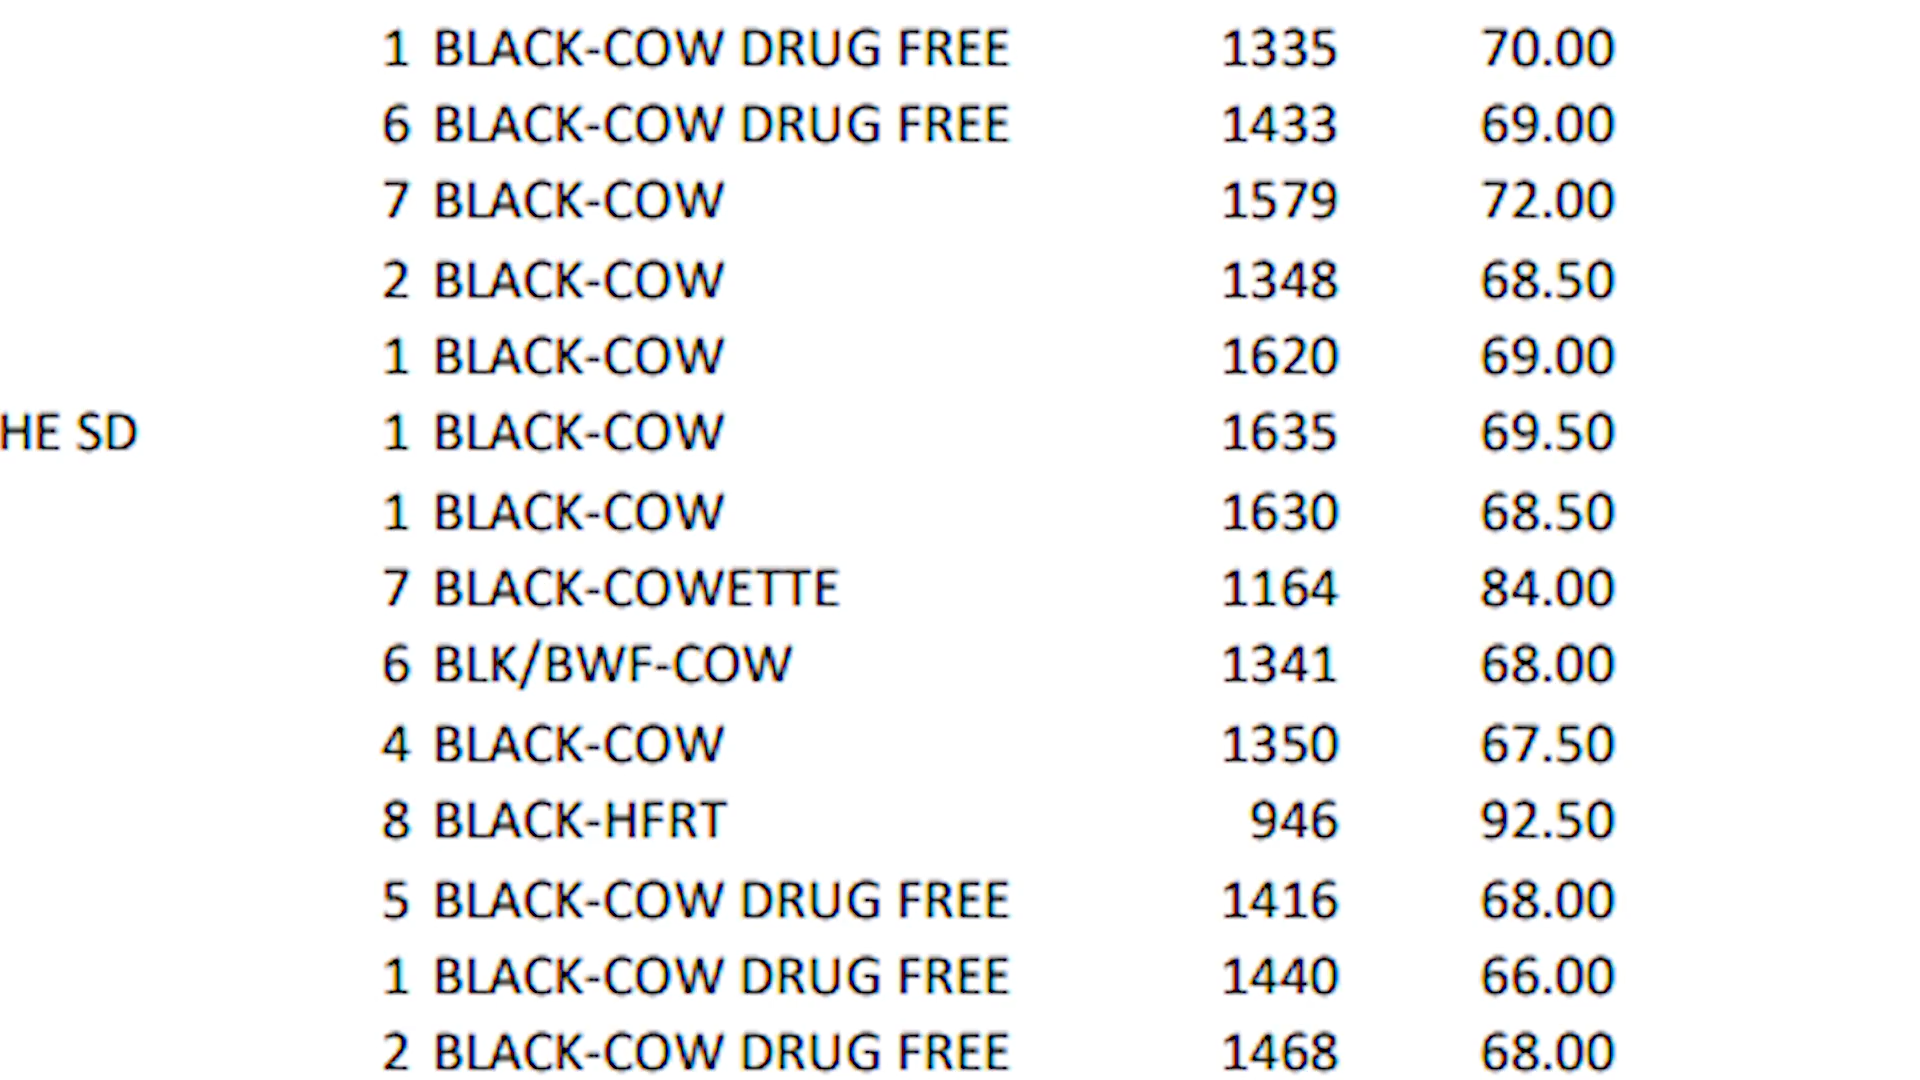 1 BLACK-COW DRUG FREE 1335 70.00
6 BLACK-COW DRUG FREE 1433 69.00
7 BLACK-COW 1579 72.00
2 BLACK-COW 1348 68.50
1 BLACK-COW 1620 69.00
HE SD 1 BLACK-COW 1635 69.50
1 BLACK-COW 1630 68.50
7 BLACK-COWETTE 1164 84.00
6 BLK/BWF-COW 1341 68.00
4 BLACK-COW 1350 67.50
8 BLACK-HFRT 946 92.50
5 BLACK-COW DRUG FREE 1416 68.00
1 BLACK-COW DRUG FREE 1440 66.00
2 BLACK-COW DRUG FREE 1468 68.00